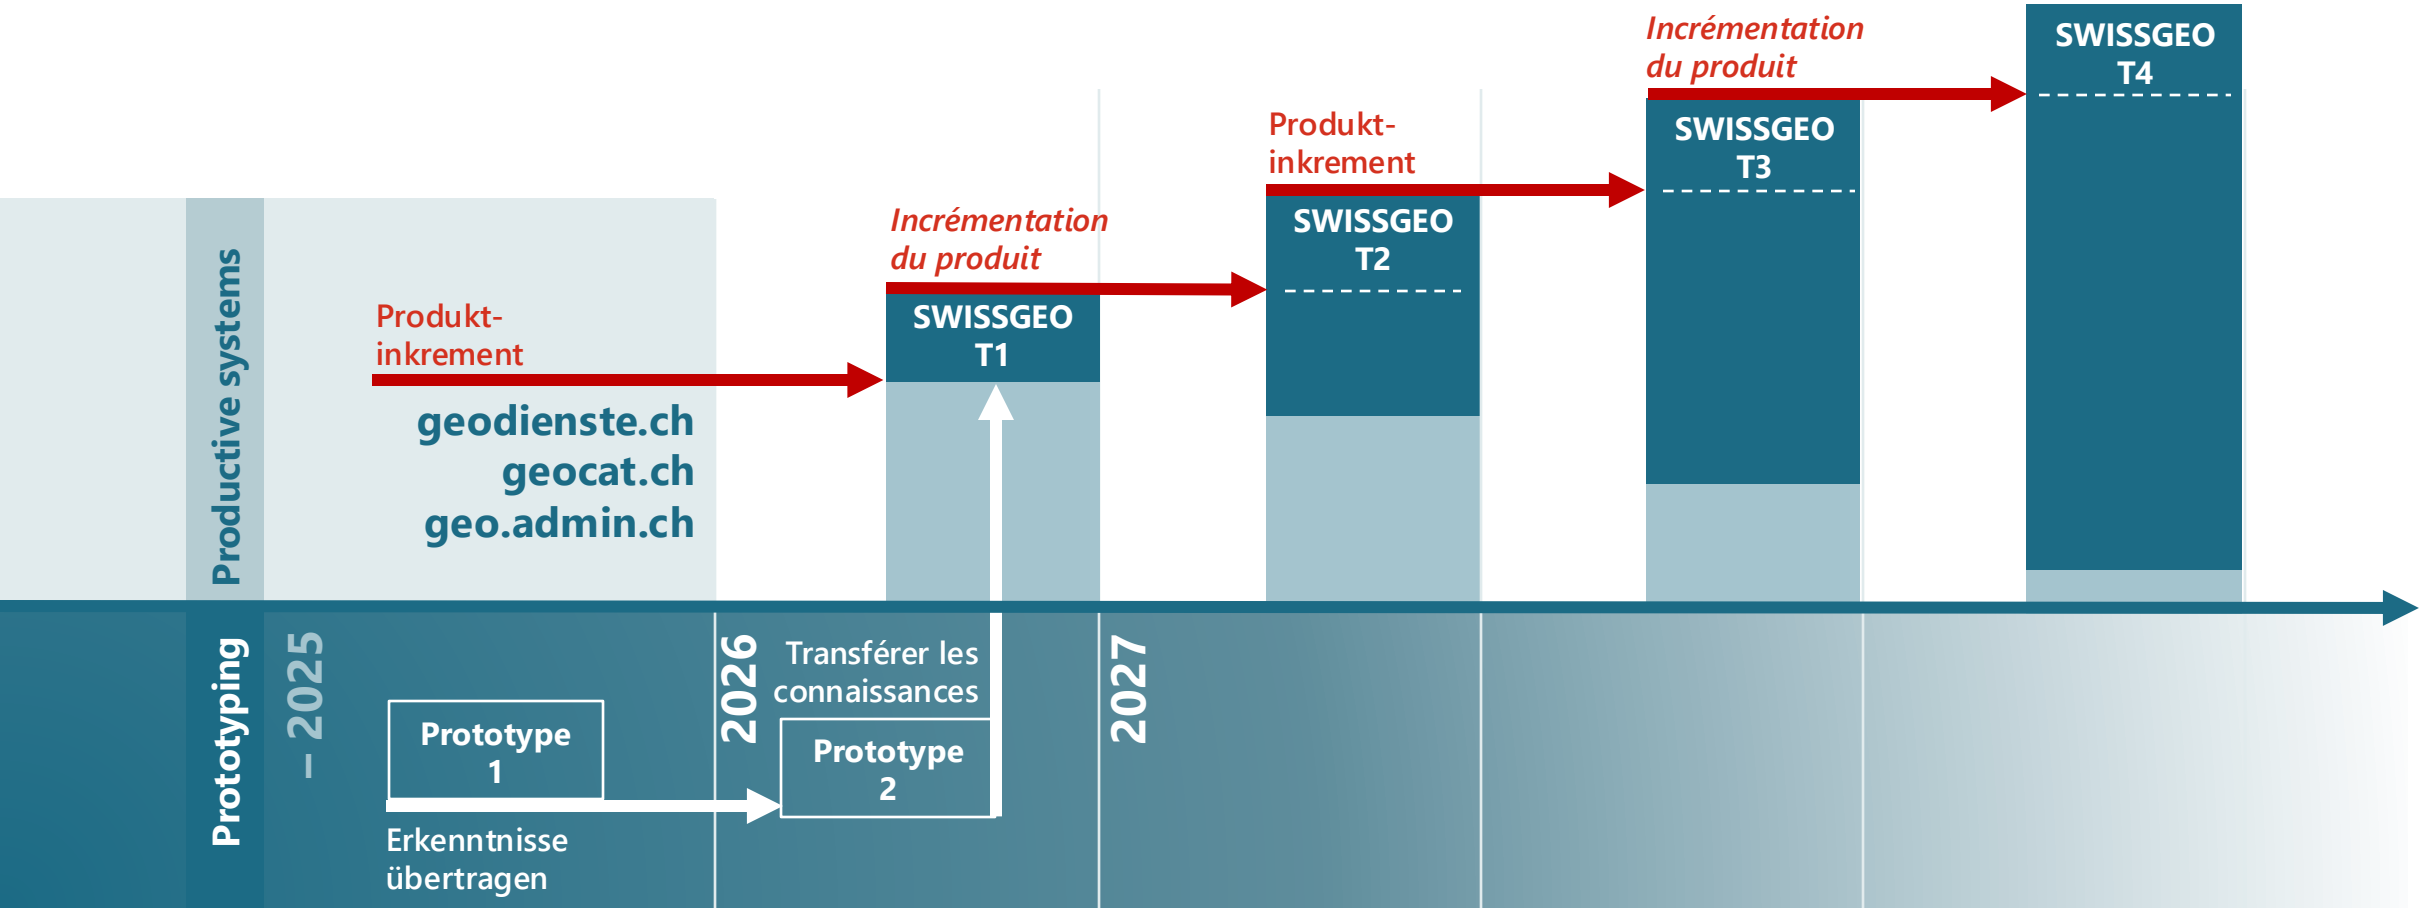 Productive systems
Produkt-
inkrement
geodienste.ch
geocat.ch
geo.admin.ch
Incrémentation
du produit
SWISSGEO
T1
Produkt-
inkrement
SWISSGEO
T2
Incrémentation
du produit
SWISSGEO
T3
SWISSGEO
T4
Prototyping
– 2025
Prototype
1
Erkenntnisse
übertragen
2026
Transférer les
connaissances
Prototype
2
2027